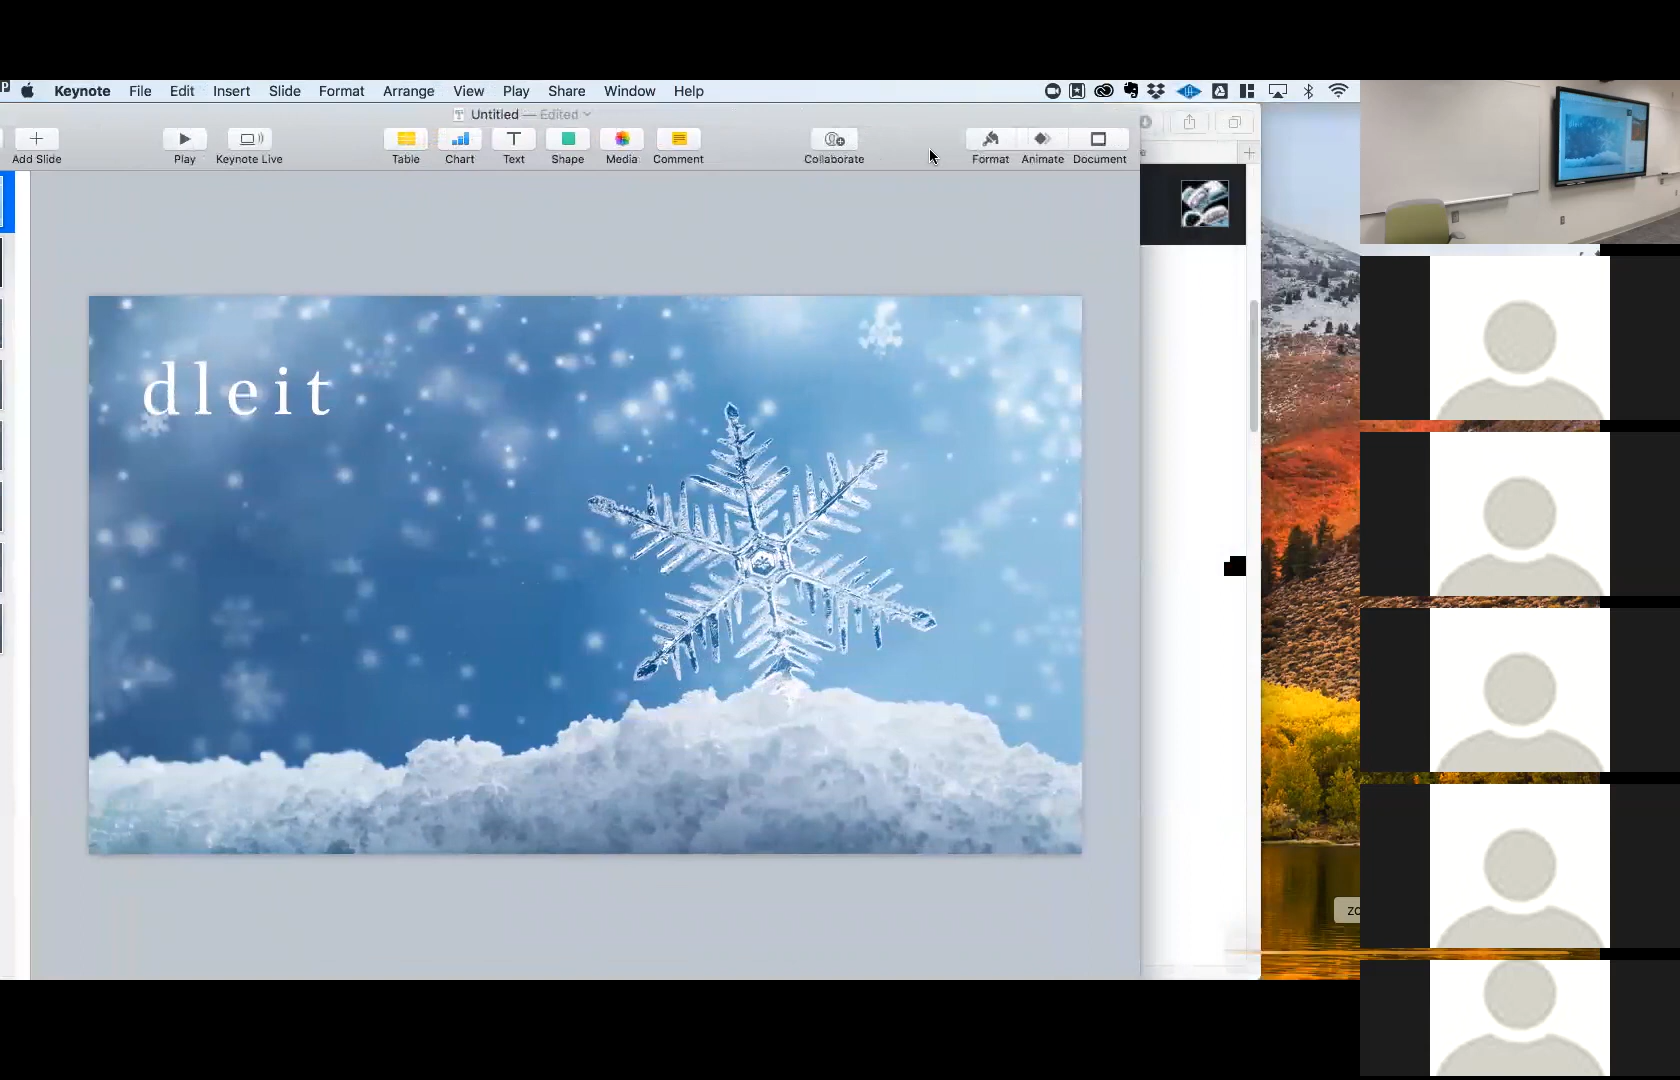 Keynote File Edit Insert Slide Format Arrange View Play Share Window Help
Untitled — Edited
Add Slide Play Keynote Live Table Chart Text Shape Media Comment Collaborate Format Animate Document
dleit
zo